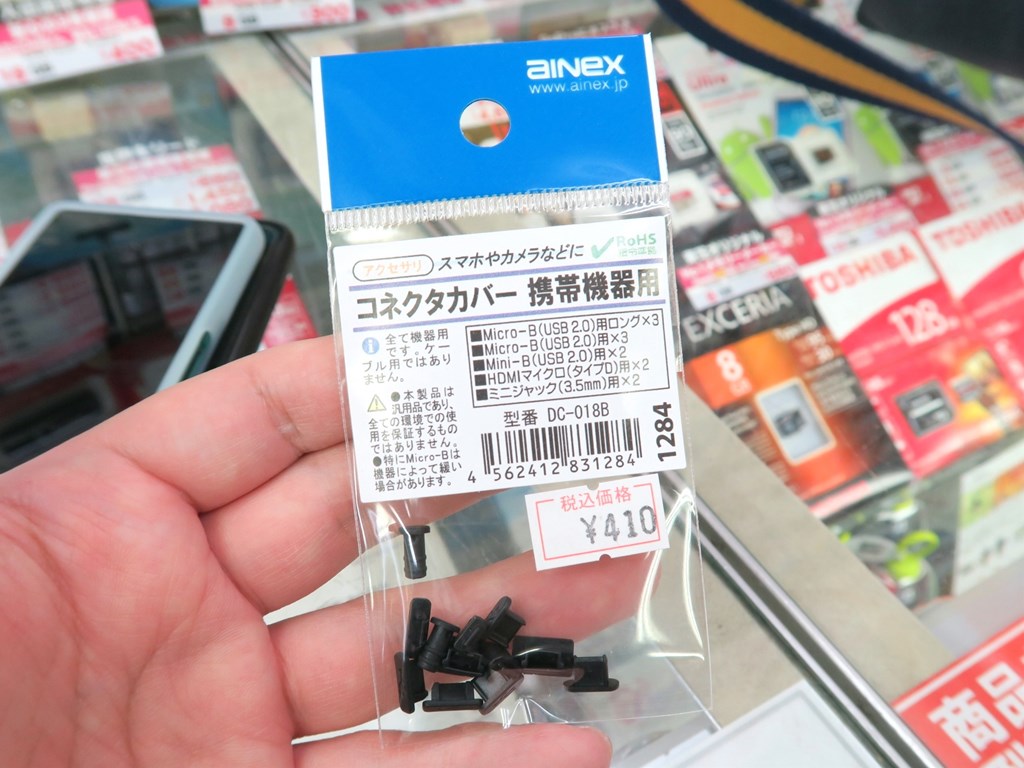 AINEX
www.ainex.jp
アクセサリ
スマホやカメラなどに
RoHS
コネクタカバー 携帯機器用
全て機器用
です。ケー
ブル用ではあり
ません。
●本製品は
汎用品であり、
全ての環境での使
用を保証するもの
ではありません。
●特にMicro-Bは
機器によって緩い
場合があります。
■Micro-B(USB 2.0)用ロング×3
■Micro-B(USB 2.0)用×3
■Mini-B(USB 2.0)用×2
■HDMIマイクロ(タイプD)用×2
■ミニジャック(3.5mm)用×2
型番 DC-018B
4 562412 831284
1284
税込価格
¥410
EXCERIA
8
TOSHIBA
128
TOSHIBA
商品